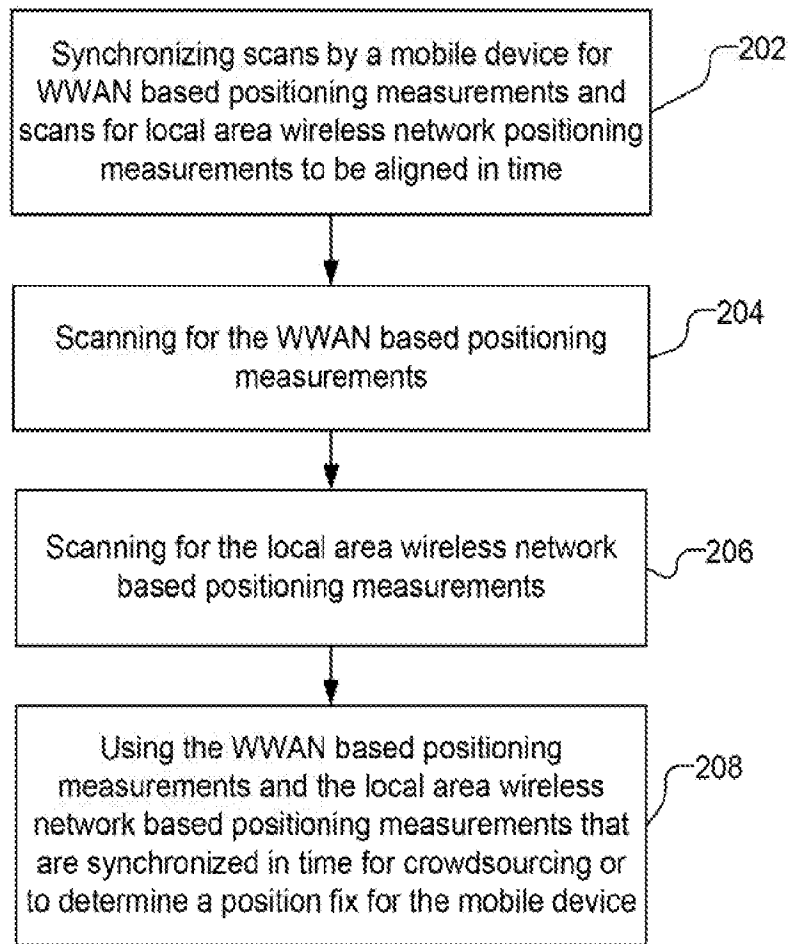 Synchronizing scans by a mobile device for
WWAN based positioning measurements and
scans for local area wireless network positioning
measurements to be aligned in time
202
Scanning for the WWAN based positioning
measurements
204
Scanning for the local area wireless network
based positioning measurements
206
Using the WWAN based positioning
measurements and the local area wireless
network based positioning measurements that
are synchronized in time for crowdsourcing or
to determine a position fix for the mobile device
208